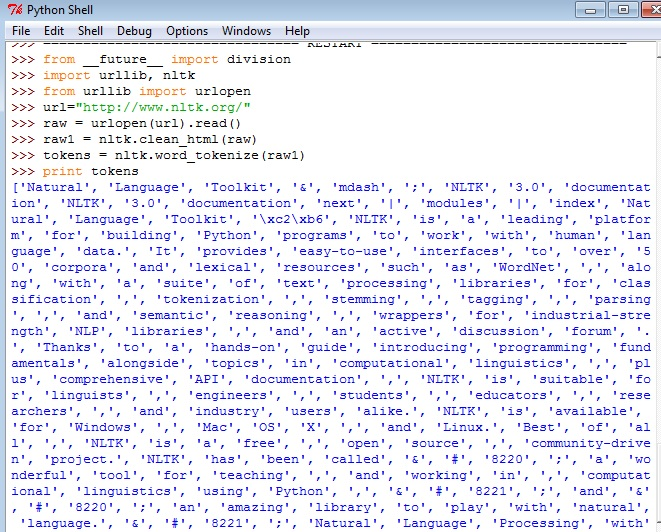 Python Shell
File Edit Shell Debug Options Windows Help
>>> ================================ RESTART ================================
>>> from __future__ import division
>>> import urllib, nltk
>>> from urllib import urlopen
>>> url="http://www.nltk.org/"
>>> raw = urlopen(url).read()
>>> raw1 = nltk.clean_html(raw)
>>> tokens = nltk.word_tokenize(raw1)
>>> print tokens
['Natural', 'Language', 'Toolkit', '&', 'mdash', ';', 'NLTK', '3.0', 'documentat
ion', 'NLTK', '3.0', 'documentation', 'next', '|', 'modules', '|', 'index', 'Nat
ural', 'Language', 'Toolkit', '\xc2\xb6', 'NLTK', 'is', 'a', 'leading', 'platfor
m', 'for', 'building', 'Python', 'programs', 'to', 'work', 'with', 'human', 'lan
guage', 'data.', 'It', 'provides', 'easy-to-use', 'interfaces', 'to', 'over', '5
0', 'corpora', 'and', 'lexical', 'resources', 'such', 'as', 'WordNet', ',', 'alo
ng', 'with', 'a', 'suite', 'of', 'text', 'processing', 'libraries', 'for', 'clas
sification', ',', 'tokenization', ',', 'stemming', ',', 'tagging', ',', 'parsing
', ',', 'and', 'semantic', 'reasoning', ',', 'wrappers', 'for', 'industrial-stre
ngth', 'NLP', 'libraries', ',', 'and', 'an', 'active', 'discussion', 'forum', '.
', 'Thanks', 'to', 'a', 'hands-on', 'guide', 'introducing', 'programming', 'fund
amentals', 'alongside', 'topics', 'in', 'computational', 'linguistics', ',', 'pl
us', 'comprehensive', 'API', 'documentation', ',', 'NLTK', 'is', 'suitable', 'fo
r', 'linguists', ',', 'engineers', ',', 'students', ',', 'educators', ',', 'rese
archers', ',', 'and', 'industry', 'users', 'alike.', 'NLTK', 'is', 'available',
'for', 'Windows', ',', 'Mac', 'OS', 'X', ',', 'and', 'Linux.', 'Best', 'of', 'al
l', ',', 'NLTK', 'is', 'a', 'free', ',', 'open', 'source', ',', 'community-drive
n', 'project.', 'NLTK', 'has', 'been', 'called', '&', '#', '8220', ';', 'a', 'wo
nderful', 'tool', 'for', 'teaching', ',', 'and', 'working', 'in', ',', 'computat
ional', 'linguistics', 'using', 'Python', ',', '&', '#', '8221', ';', 'and', '&'
, '#', '8220', ';', 'an', 'amazing', 'library', 'to', 'play', 'with', 'natural',
'language.', '&', '#', '8221', ';', 'Natural', 'Language', 'Processing', 'with'